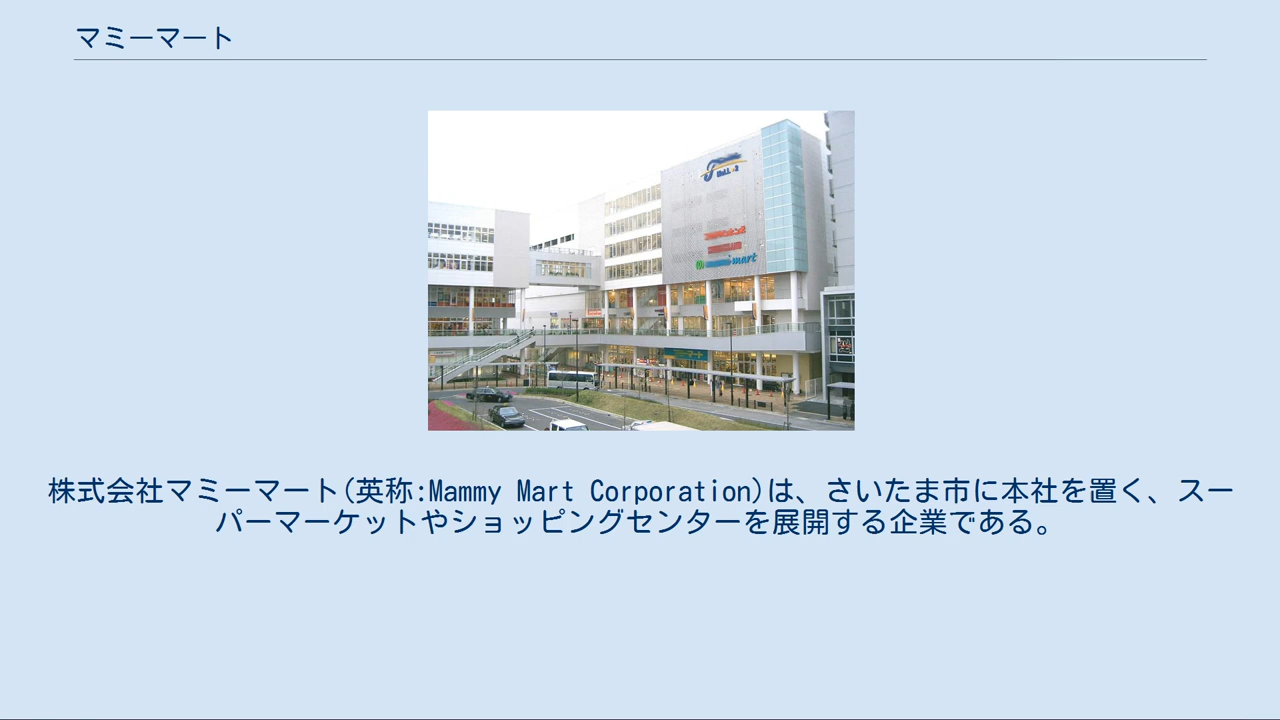 マミーマート
mart
株式会社マミーマート(英称:Mammy Mart Corporation)は、さいたま市に本社を置く、スー
パーマーケットやショッピングセンターを展開する企業である。